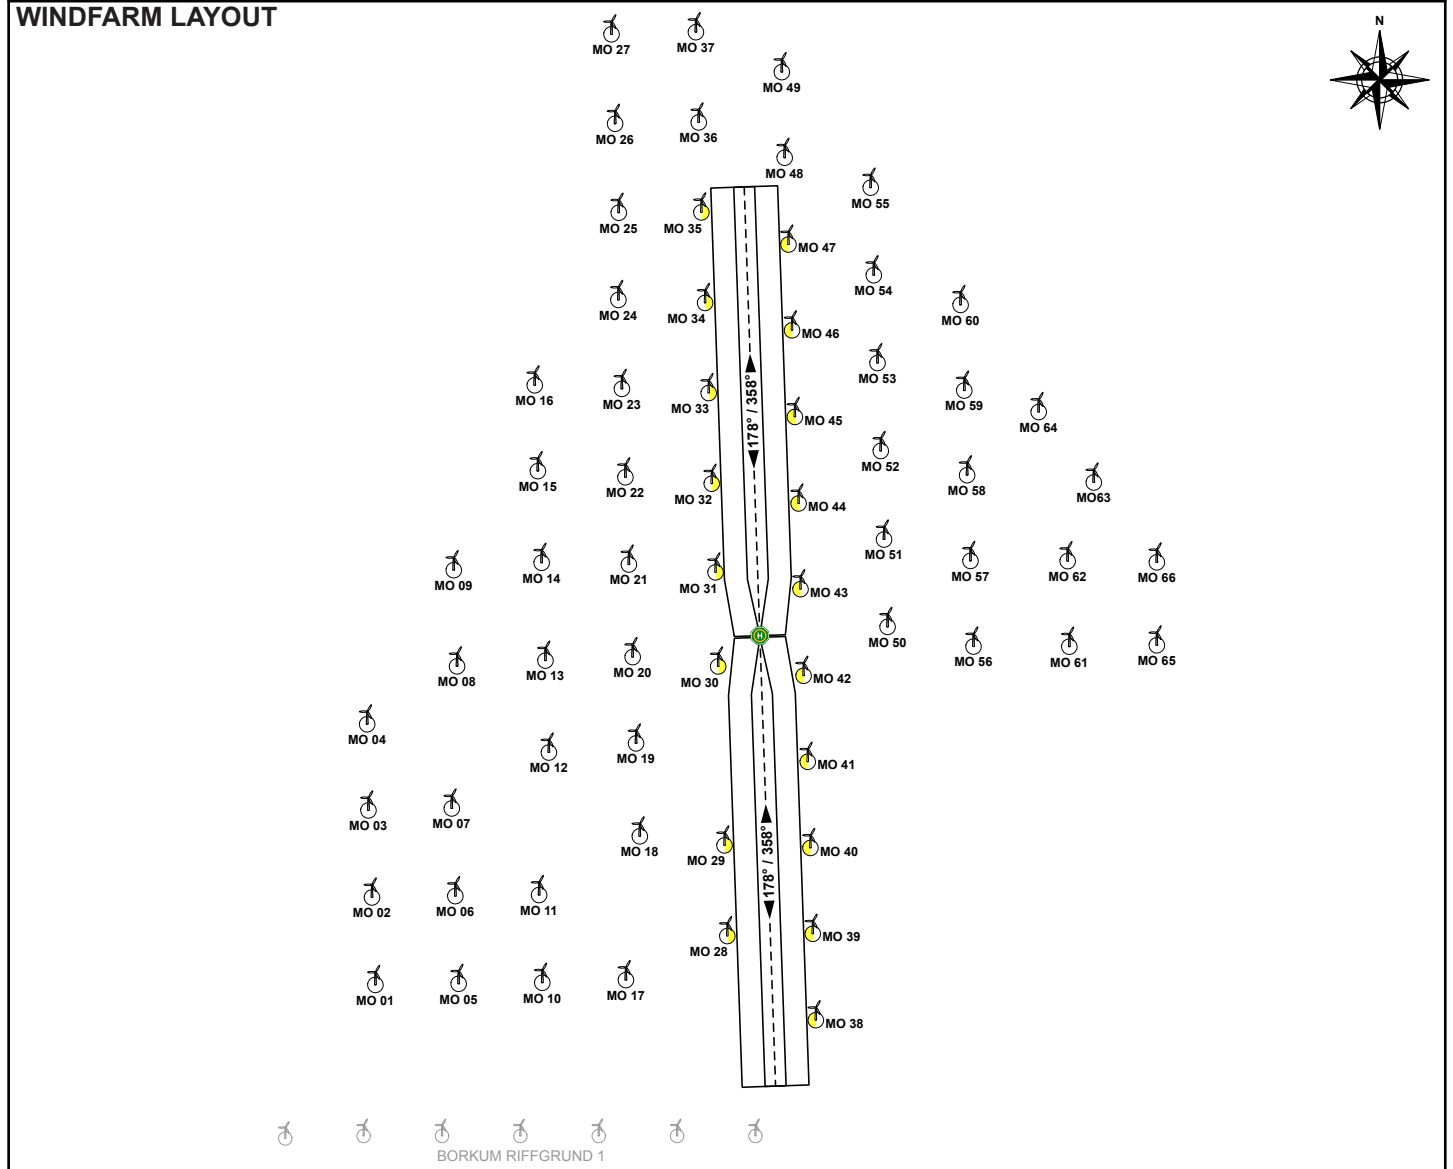 WINDFARM LAYOUT
N
MO 27
MO 37
MO 49
MO 26
MO 36
MO 48
MO 55
MO 25
MO 35
MO 47
MO 54
MO 24
MO 34
MO 46
MO 60
MO 53
MO 16
MO 23
MO 33
MO 45
MO 59
MO 64
178° / 358°
MO 52
MO 15
MO 22
MO 32
MO 44
MO 58
MO63
MO 51
MO 09
MO 14
MO 21
MO 31
MO 43
MO 57
MO 62
MO 66
H
MO 50
MO 08
MO 13
MO 20
MO 30
MO 42
MO 56
MO 61
MO 65
MO 04
MO 12
MO 19
MO 41
MO 03
MO 07
MO 18
MO 29
MO 40
178° / 358°
MO 02
MO 06
MO 11
MO 28
MO 39
MO 01
MO 05
MO 10
MO 17
MO 38
BORKUM RIFFGRUND 1